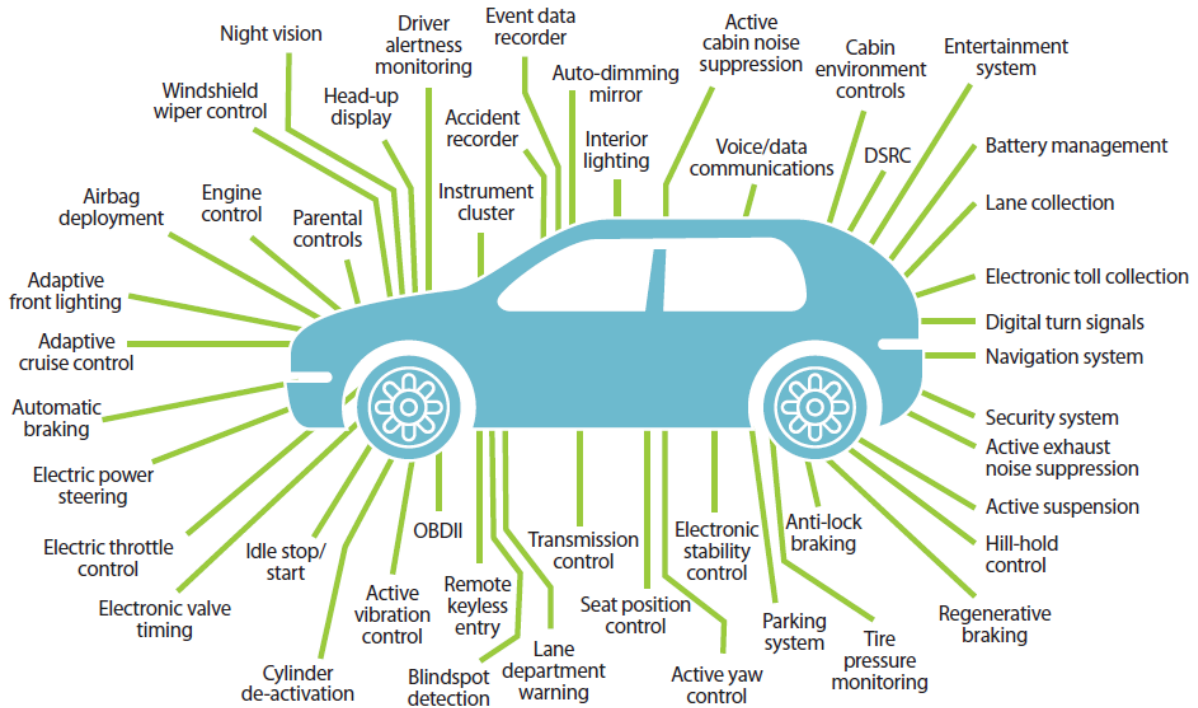 Night vision
Driver
alertness
monitoring
Event data
recorder
Active
cabin noise
suppression
Cabin
environment
controls
Entertainment
system
Windshield
wiper control
Head-up
display
Auto-dimming
mirror
Accident
recorder
Interior
lighting
Voice/data
communications
DSRC
Battery management
Airbag
deployment
Engine
control
Parental
controls
Instrument
cluster
Lane collection
Adaptive
front lighting
Electronic toll collection
Adaptive
cruise control
Digital turn signals
Navigation system
Automatic
braking
Security system
Active exhaust
noise suppression
Electric power
steering
Active suspension
Electric throttle
control
Idle stop/
start
OBDII
Transmission
control
Electronic
stability
control
Anti-lock
braking
Hill-hold
control
Electronic valve
timing
Active
vibration
control
Remote
keyless
entry
Seat position
control
Parking
system
Regenerative
braking
Cylinder
de-activation
Blindspot
detection
Lane
department
warning
Active yaw
control
Tire
pressure
monitoring